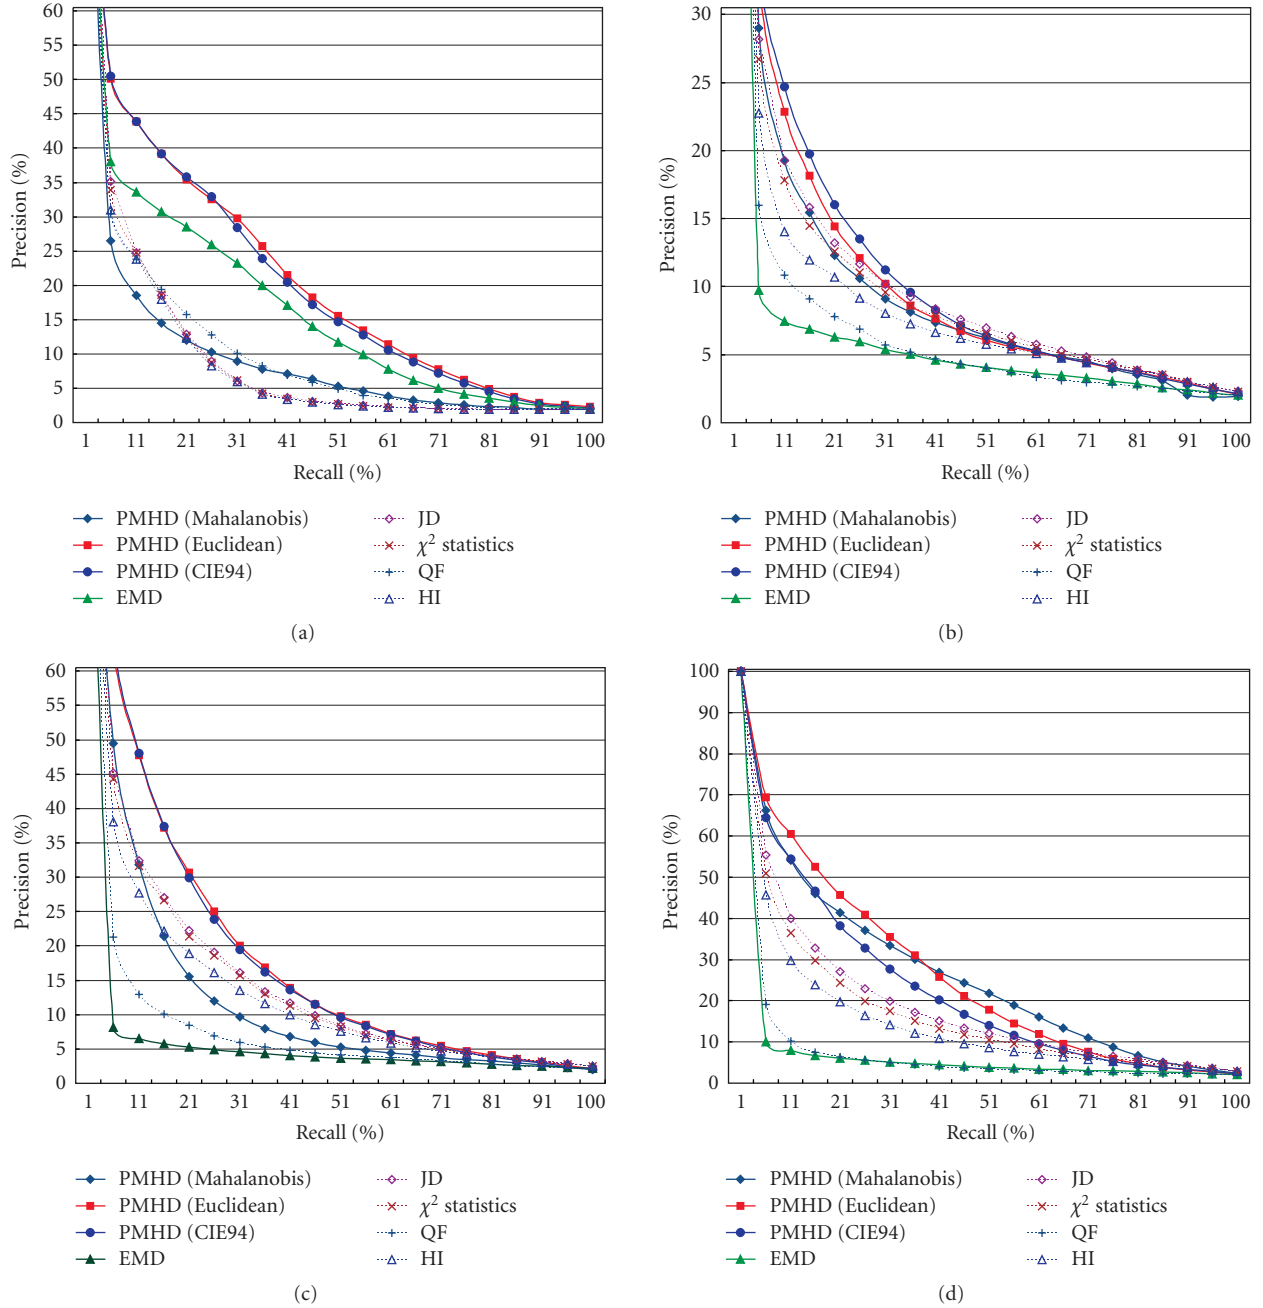 60
55
50
45
40
35
30
25
20
15
10
5
0
Precision (%)
1 11 21 31 41 51 61 71 81 91 100
Recall (%)
PMHD (Mahalanobis)
PMHD (Euclidean)
PMHD (CIE94)
EMD
JD
χ² statistics
QF
HI
(a)
30
25
20
15
10
5
0
Precision (%)
1 11 21 31 41 51 61 71 81 91 100
Recall (%)
PMHD (Mahalanobis)
PMHD (Euclidean)
PMHD (CIE94)
EMD
JD
χ² statistics
QF
HI
(b)
60
55
50
45
40
35
30
25
20
15
10
5
0
Precision (%)
1 11 21 31 41 51 61 71 81 91 100
Recall (%)
PMHD (Mahalanobis)
PMHD (Euclidean)
PMHD (CIE94)
EMD
JD
χ² statistics
QF
HI
(c)
100
90
80
70
60
50
40
30
20
10
0
Precision (%)
1 11 21 31 41 51 61 71 81 91 100
Recall (%)
PMHD (Mahalanobis)
PMHD (Euclidean)
PMHD (CIE94)
EMD
JD
χ² statistics
QF
HI
(d)